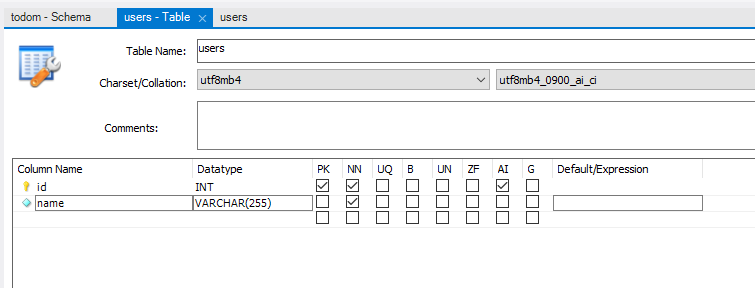 todom - Schema users - Table × users
Table Name: users
Charset/Collation: utf8mb4 utf8mb4_0900_ai_ci
Comments:
Column Name Datatype PK NN UQ B UN ZF AI G Default/Expression
id INT
name VARCHAR(255)